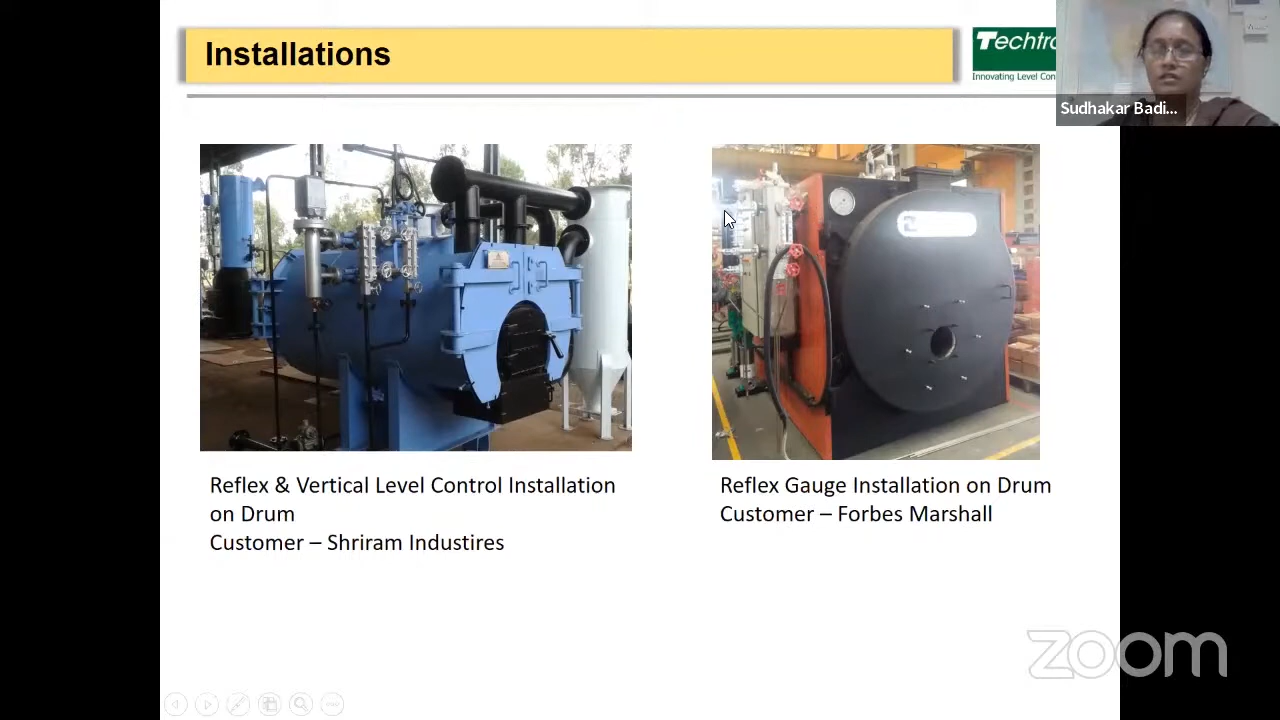 Installations
Techtro
Innovating Level Con
Sudhakar Badi...
Reflex & Vertical Level Control Installation
on Drum
Customer – Shriram Industires
Reflex Gauge Installation on Drum
Customer – Forbes Marshall
zoom